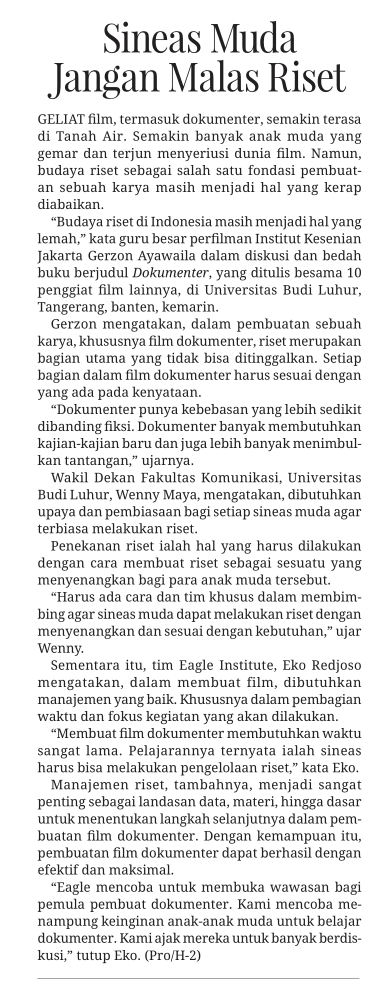 Sineas Muda
Jangan Malas Riset
GELIAT film, termasuk dokumenter, semakin terasa
di Tanah Air. Semakin banyak anak muda yang
gemar dan terjun menyeriusi dunia film. Namun,
budaya riset sebagai salah satu fondasi pembuat-
an sebuah karya masih menjadi hal yang kerap
diabaikan.
“Budaya riset di Indonesia masih menjadi hal yang
lemah,” kata guru besar perfilman Institut Kesenian
Jakarta Gerzon Ayawaila dalam diskusi dan bedah
buku berjudul Dokumenter, yang ditulis besama 10
penggiat film lainnya, di Universitas Budi Luhur,
Tangerang, banten, kemarin.
Gerzon mengatakan, dalam pembuatan sebuah
karya, khususnya film dokumenter, riset merupakan
bagian utama yang tidak bisa ditinggalkan. Setiap
bagian dalam film dokumenter harus sesuai dengan
yang ada pada kenyataan.
“Dokumenter punya kebebasan yang lebih sedikit
dibanding fiksi. Dokumenter banyak membutuhkan
kajian-kajian baru dan juga lebih banyak menimbul-
kan tantangan,” ujarnya.
Wakil Dekan Fakultas Komunikasi, Universitas
Budi Luhur, Wenny Maya, mengatakan, dibutuhkan
upaya dan pembiasaan bagi setiap sineas muda agar
terbiasa melakukan riset.
Penekanan riset ialah hal yang harus dilakukan
dengan cara membuat riset sebagai sesuatu yang
menyenangkan bagi para anak muda tersebut.
“Harus ada cara dan tim khusus dalam membim-
bing agar sineas muda dapat melakukan riset dengan
menyenangkan dan sesuai dengan kebutuhan,” ujar
Wenny.
Sementara itu, tim Eagle Institute, Eko Redjoso
mengatakan, dalam membuat film, dibutuhkan
manajemen yang baik. Khususnya dalam pembagian
waktu dan fokus kegiatan yang akan dilakukan.
“Membuat film dokumenter membutuhkan waktu
sangat lama. Pelajarannya ternyata ialah sineas
harus bisa melakukan pengelolaan riset,” kata Eko.
Manajemen riset, tambahnya, menjadi sangat
penting sebagai landasan data, materi, hingga dasar
untuk menentukan langkah selanjutnya dalam pem-
buatan film dokumenter. Dengan kemampuan itu,
pembuatan film dokumenter dapat berhasil dengan
efektif dan maksimal.
“Eagle mencoba untuk membuka wawasan bagi
pemula pembuat dokumenter. Kami mencoba me-
nampung keinginan anak-anak muda untuk belajar
dokumenter. Kami ajak mereka untuk banyak berdis-
kusi,” tutup Eko. (Pro/H-2)